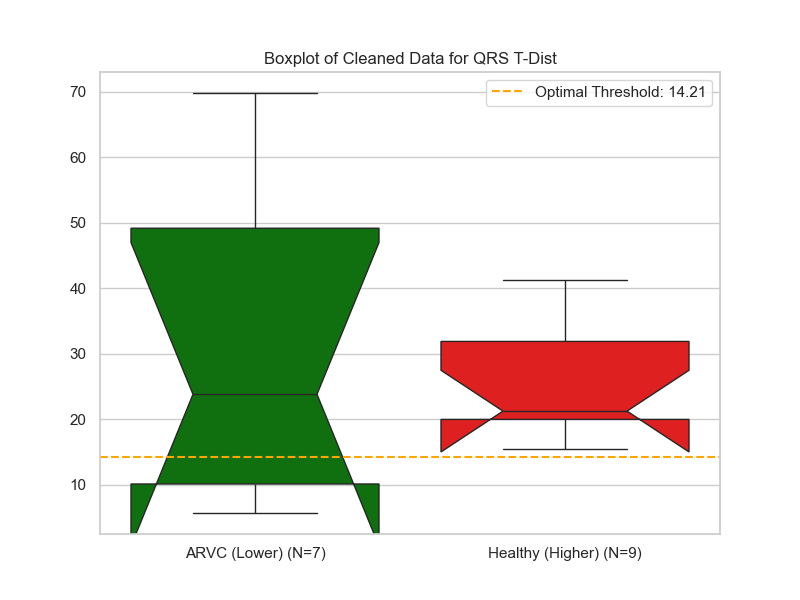 Boxplot of Cleaned Data for QRS T-Dist
Optimal Threshold: 14.21
70
60
50
40
30
20
10
ARVC (Lower) (N=7)
Healthy (Higher) (N=9)